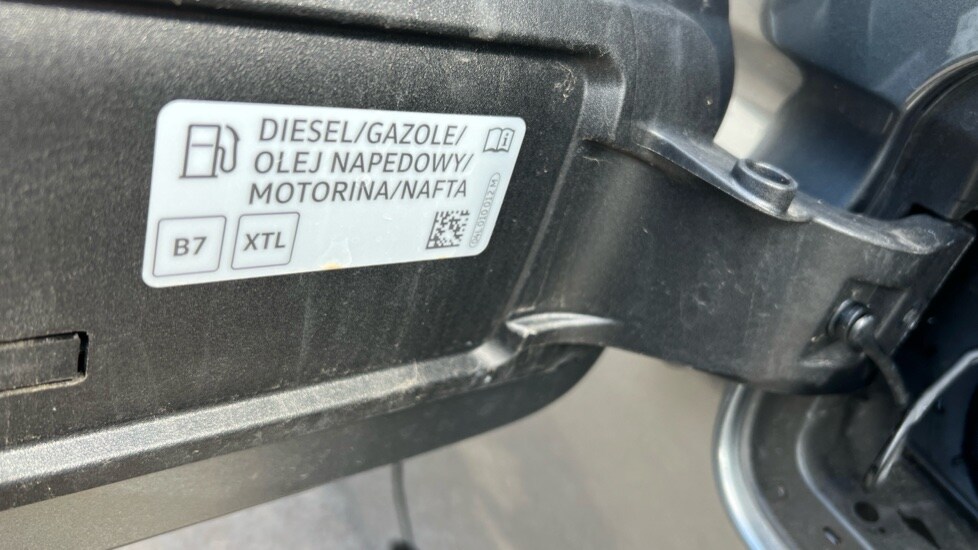 DIESEL/GAZOLE/
OLEJ NAPEDOWY/
MOTORINA/NAFTA
B7
XTL